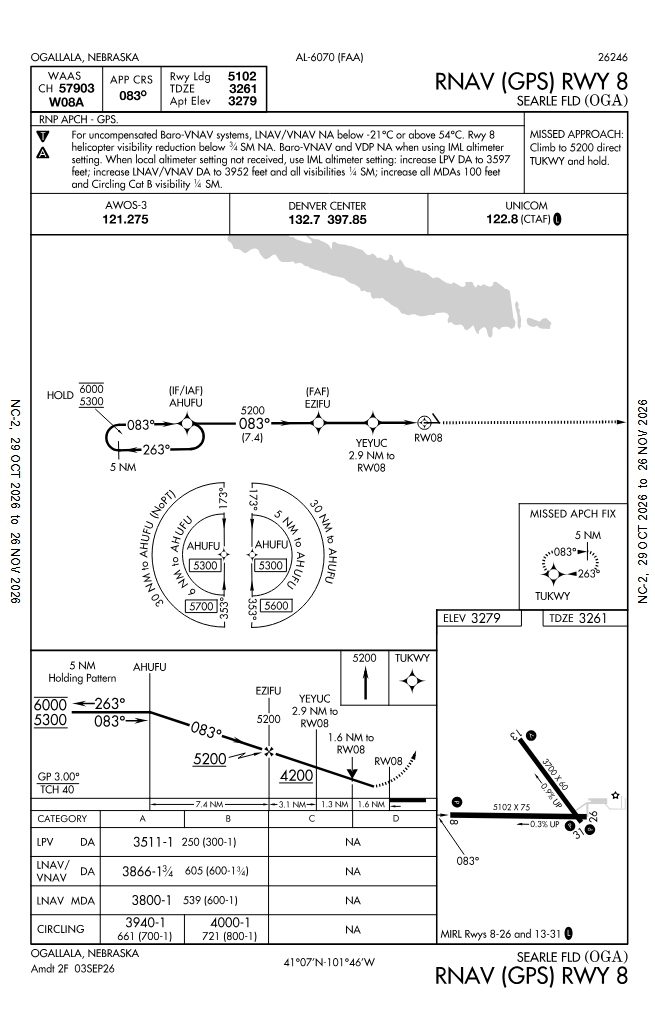 OGALLALA, NEBRASKA
AL-6070 (FAA)
26246
WAAS
CH 57903
W08A
APP CRS
083°
Rwy Ldg 5102
TDZE 3261
Apt Elev 3279
RNAV (GPS) RWY 8
SEARLE FLD (OGA)
RNP APCH - GPS.
T
A
For uncompensated Baro-VNAV systems, LNAV/VNAV NA below -21°C or above 54°C. Rwy 8
helicopter visibility reduction below ¾ SM NA. Baro-VNAV and VDP NA when using IML altimeter
setting. When local altimeter setting not received, use IML altimeter setting: increase LPV DA to 3597
feet; increase LNAV/VNAV DA to 3952 feet and all visibilities ¼ SM; increase all MDAs 100 feet
and Circling Cat B visibility ¼ SM.
MISSED APPROACH:
Climb to 5200 direct
TUKWY and hold.
AWOS-3
121.275
DENVER CENTER
132.7 397.85
UNICOM
122.8 (CTAF) L
HOLD 6000
5300
(IF/IAF)
AHUFU
083°
263°
5 NM
5200
083°
(7.4)
(FAF)
EZIFU
YEYUC
2.9 NM to
RW08
RW08
30 NM to AHUFU (NoPT)
6 NM to AHUFU
173°
AHUFU
5300
5700
353°
173°
5 NM to AHUFU
30 NM to AHUFU
AHUFU
5300
5600
353°
MISSED APCH FIX
5 NM
083°
263°
TUKWY
ELEV 3279
TDZE 3261
5 NM
Holding Pattern
AHUFU
6000
5300
263°
083°
083°
EZIFU
5200
5200
YEYUC
2.9 NM to
RW08
4200
1.6 NM to
RW08
RW08
5200
TUKWY
GP 3.00°
TCH 40
7.4 NM
3.1 NM
1.3 NM
1.6 NM
CATEGORY A B C D
LPV DA 3511-1 250 (300-1) NA
LNAV/
VNAV DA 3866-1¾ 605 (600-1¾) NA
LNAV MDA 3800-1 539 (600-1) NA
CIRCLING 3940-1 661 (700-1) 4000-1 721 (800-1) NA
13
P
3700 X 60
0.9% UP
P
8
5102 X 75
0.3% UP
26
31
P
P
083°
MIRL Rwys 8-26 and 13-31 L
OGALLALA, NEBRASKA
Amdt 2F 03SEP26
41°07'N-101°46'W
SEARLE FLD (OGA)
RNAV (GPS) RWY 8
NC-2, 29 OCT 2026 to 26 NOV 2026
NC-2, 29 OCT 2026 to 26 NOV 2026